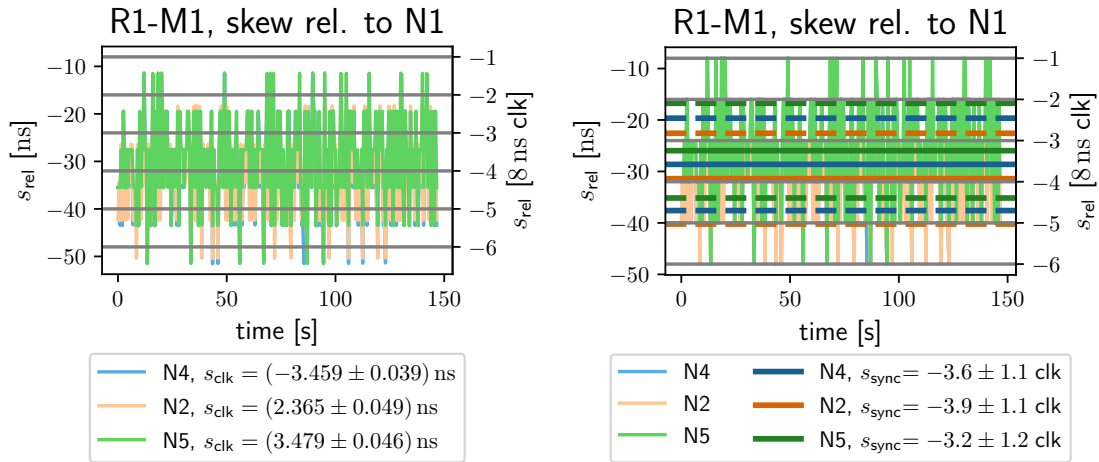 R1-M1, skew rel. to N1
−10
−20
−30
−40
−50
s_rel [ns]
−1
−2
−3
−4
−5
−6
s_rel [8 ns clk]
0
50
100
150
time [s]
N4, s_clk = (−3.459 ± 0.039) ns
N2, s_clk = (2.365 ± 0.049) ns
N5, s_clk = (3.479 ± 0.046) ns
R1-M1, skew rel. to N1
−10
−20
−30
−40
−50
s_rel [ns]
−1
−2
−3
−4
−5
−6
s_rel [8 ns clk]
0
50
100
150
time [s]
N4
N2
N5
N4, s_sync = −3.6 ± 1.1 clk
N2, s_sync = −3.9 ± 1.1 clk
N5, s_sync = −3.2 ± 1.2 clk